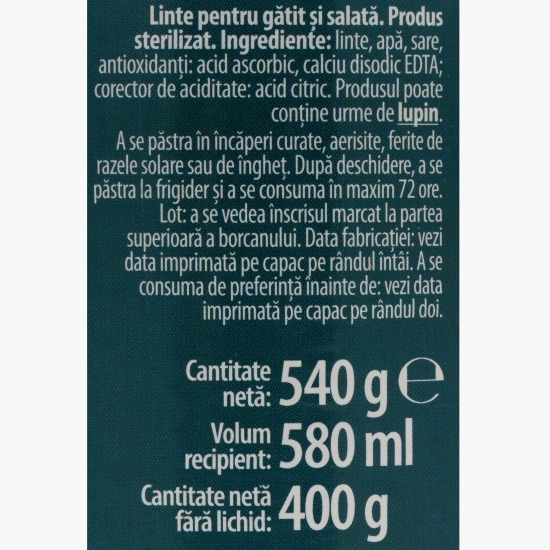 Linte pentru gătit și salată. Produs
sterilizat. Ingrediente: linte, apă, sare,
antioxidanți: acid ascorbic, calciu disodic EDTA;
corector de aciditate: acid citric. Produsul poate
conține urme de lupin.
A se păstra în încăperi curate, aerisite, ferite de
razele solare sau de îngheț. După deschidere, a se
păstra la frigider și a se consuma în maxim 72 ore.
Lot: a se vedea înscrisul marcat la partea
superioară a borcanului. Data fabricației: vezi
data imprimată pe capac pe rândul întâi. A se
consuma de preferință înainte de: vezi data
imprimată pe capac pe rândul doi.
Cantitate
netă: 540 g ℮
Volum
recipient: 580 ml
Cantitate netă
fără lichid: 400 g